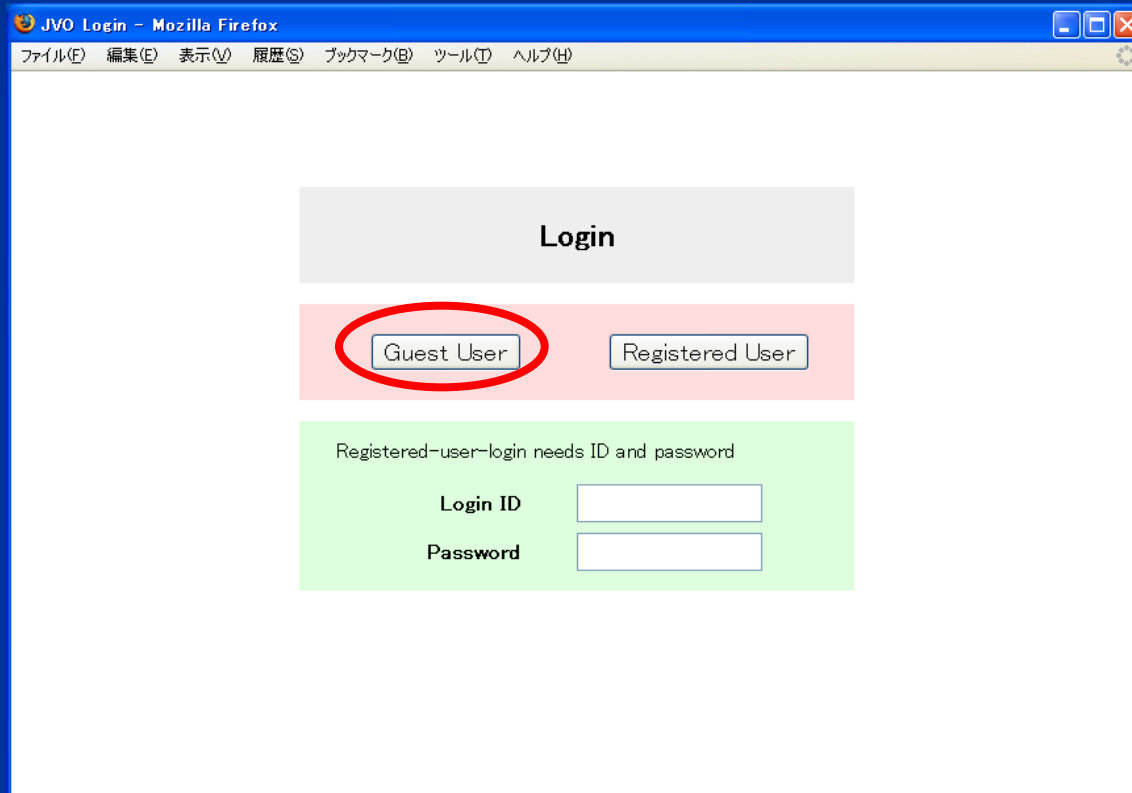 JVO Login - Mozilla Firefox
ファイル(F) 編集(E) 表示(V) 履歴(S) ブックマーク(B) ツール(T) ヘルプ(H)
Login
Guest User Registered User
Registered-user-login needs ID and password
Login ID
Password